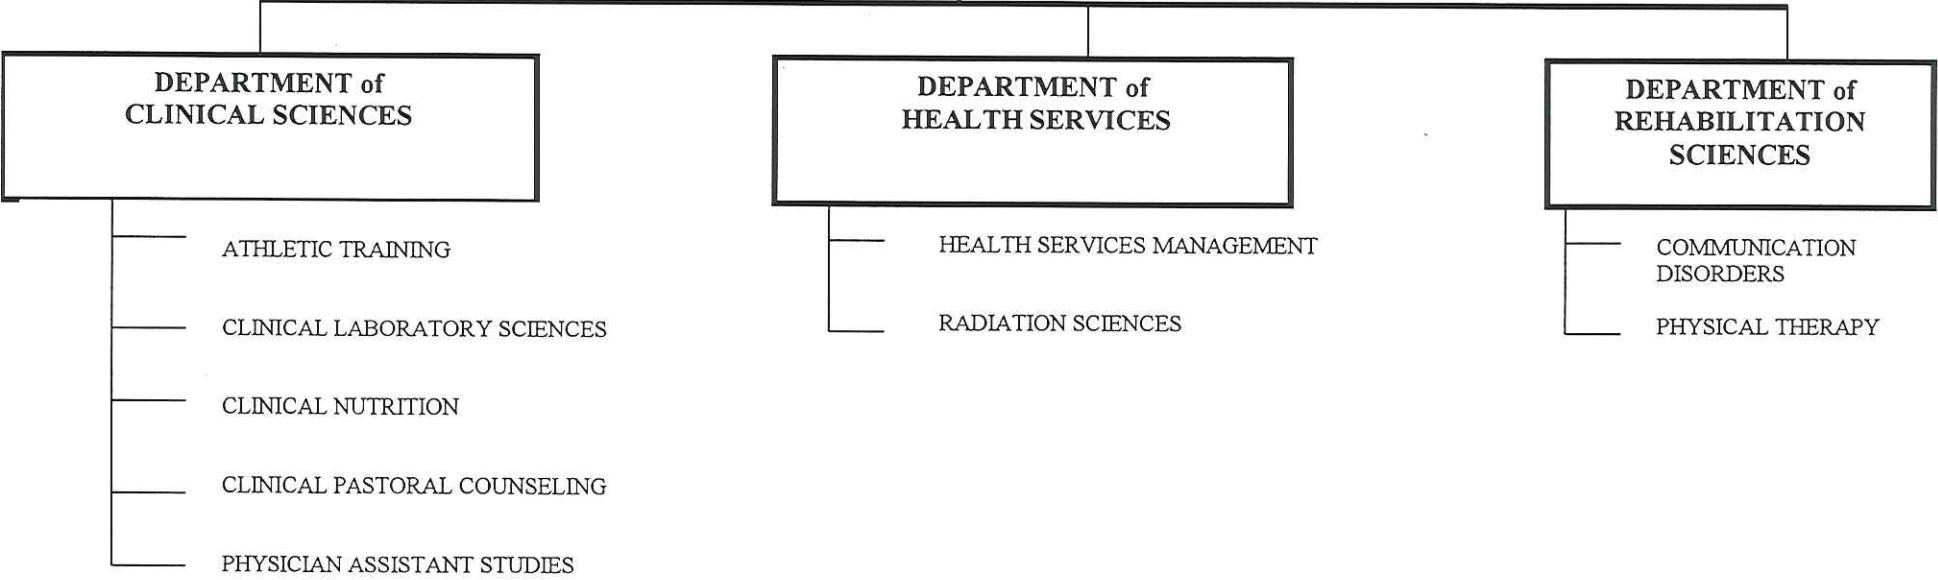 DEPARTMENT of
CLINICAL SCIENCES
ATHLETIC TRAINING
CLINICAL LABORATORY SCIENCES
CLINICAL NUTRITION
CLINICAL PASTORAL COUNSELING
PHYSICIAN ASSISTANT STUDIES
DEPARTMENT of
HEALTH SERVICES
HEALTH SERVICES MANAGEMENT
RADIATION SCIENCES
DEPARTMENT of
REHABILITATION
SCIENCES
COMMUNICATION
DISORDERS
PHYSICAL THERAPY